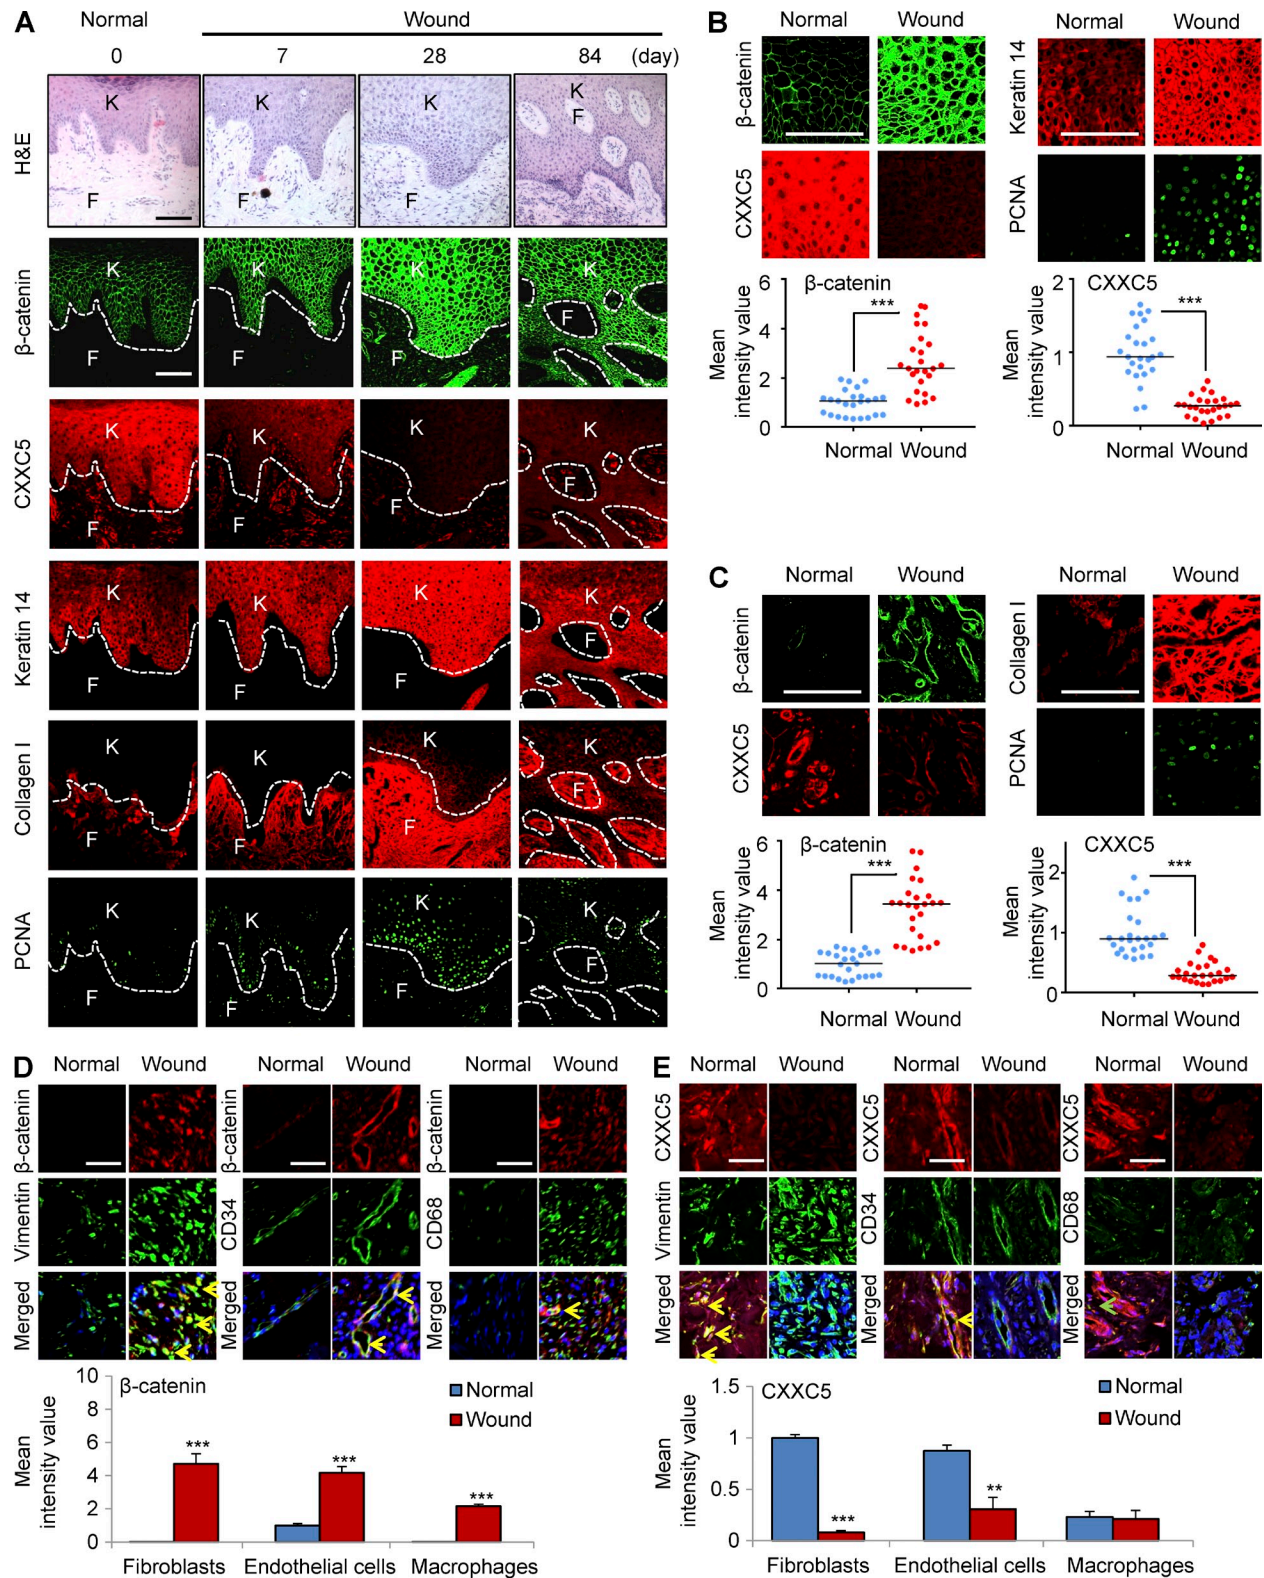 A
Normal
Wound
0
7
28
84
(day)
H&E
K
K
K
K
F
F
F
F
β-catenin
K
K
K
K
F
F
F
F
CXXC5
K
K
K
K
F
F
F
F
Keratin 14
K
K
K
K
F
F
F
F
Collagen I
K
K
K
K
F
F
F
F
PCNA
K
K
K
K
F
F
F
F
B
Normal
Wound
β-catenin
CXXC5
Normal
Wound
Keratin 14
PCNA
Mean
intensity value
6
4
2
0
β-catenin
***
Normal Wound
Mean
intensity value
2
1
0
CXXC5
***
Normal Wound
C
Normal
Wound
β-catenin
CXXC5
Normal
Wound
Collagen I
PCNA
Mean
intensity value
6
4
2
0
β-catenin
***
Normal Wound
Mean
intensity value
2
1
0
CXXC5
***
Normal Wound
D
Normal Wound
β-catenin
Vimentin
Merged
Normal Wound
β-catenin
CD34
Merged
Normal Wound
β-catenin
CD68
Merged
Mean
intensity value
10
8
6
4
2
0
β-catenin
Normal
Wound
***
***
***
Fibroblasts
Endothelial cells
Macrophages
E
Normal Wound
CXXC5
Vimentin
Merged
Normal Wound
CXXC5
CD34
Merged
Normal Wound
CXXC5
CD68
Merged
Mean
intensity value
1.5
1
0.5
0
CXXC5
Normal
Wound
***
**
Fibroblasts
Endothelial cells
Macrophages